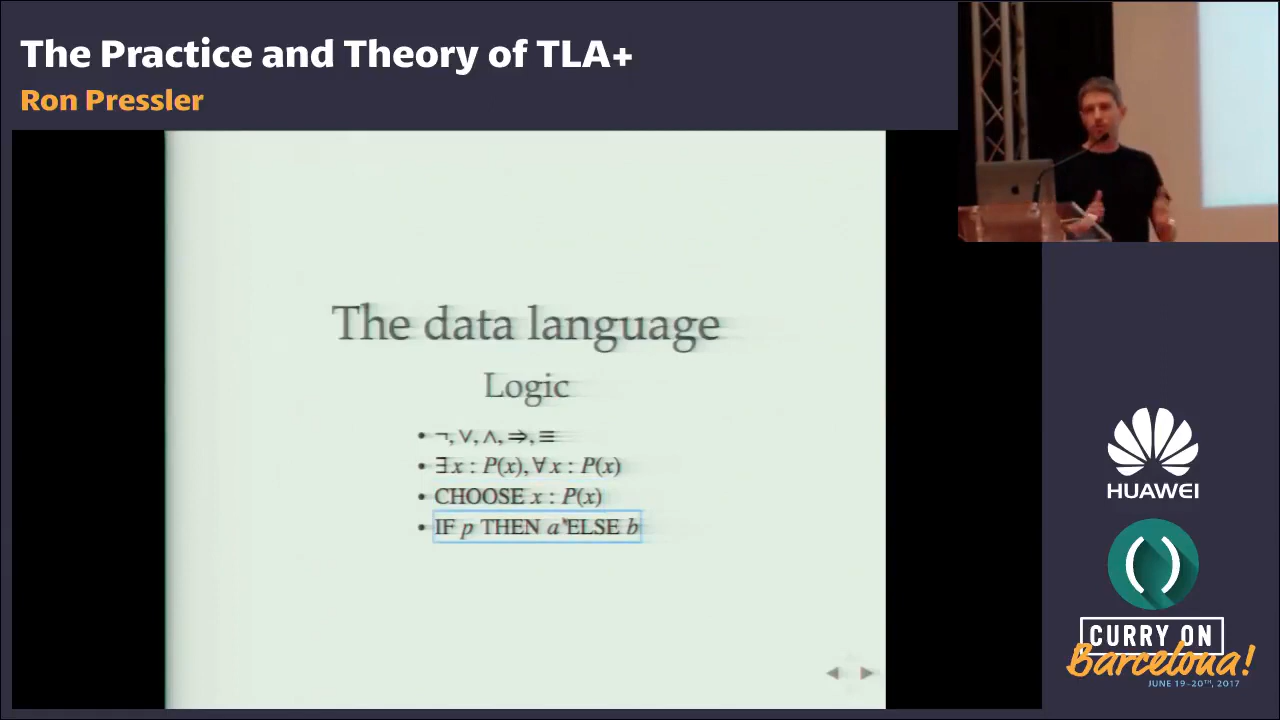 The Practice and Theory of TLA+
Ron Pressler
The data language
Logic
• ¬, ∨, ∧, ⇒, ≡
• ∃ x : P(x), ∀ x : P(x)
• CHOOSE x : P(x)
• IF p THEN a ELSE b
HUAWEI
CURRY ON
Barcelona!
JUNE 19-20TH, 2017